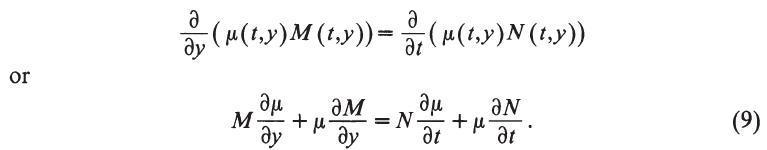 ∂/∂y ( μ(t,y)M(t,y)) = ∂/∂t ( μ(t,y)N(t,y))
or
M ∂μ/∂y + μ ∂M/∂y = N ∂μ/∂t + μ ∂N/∂t . (9)